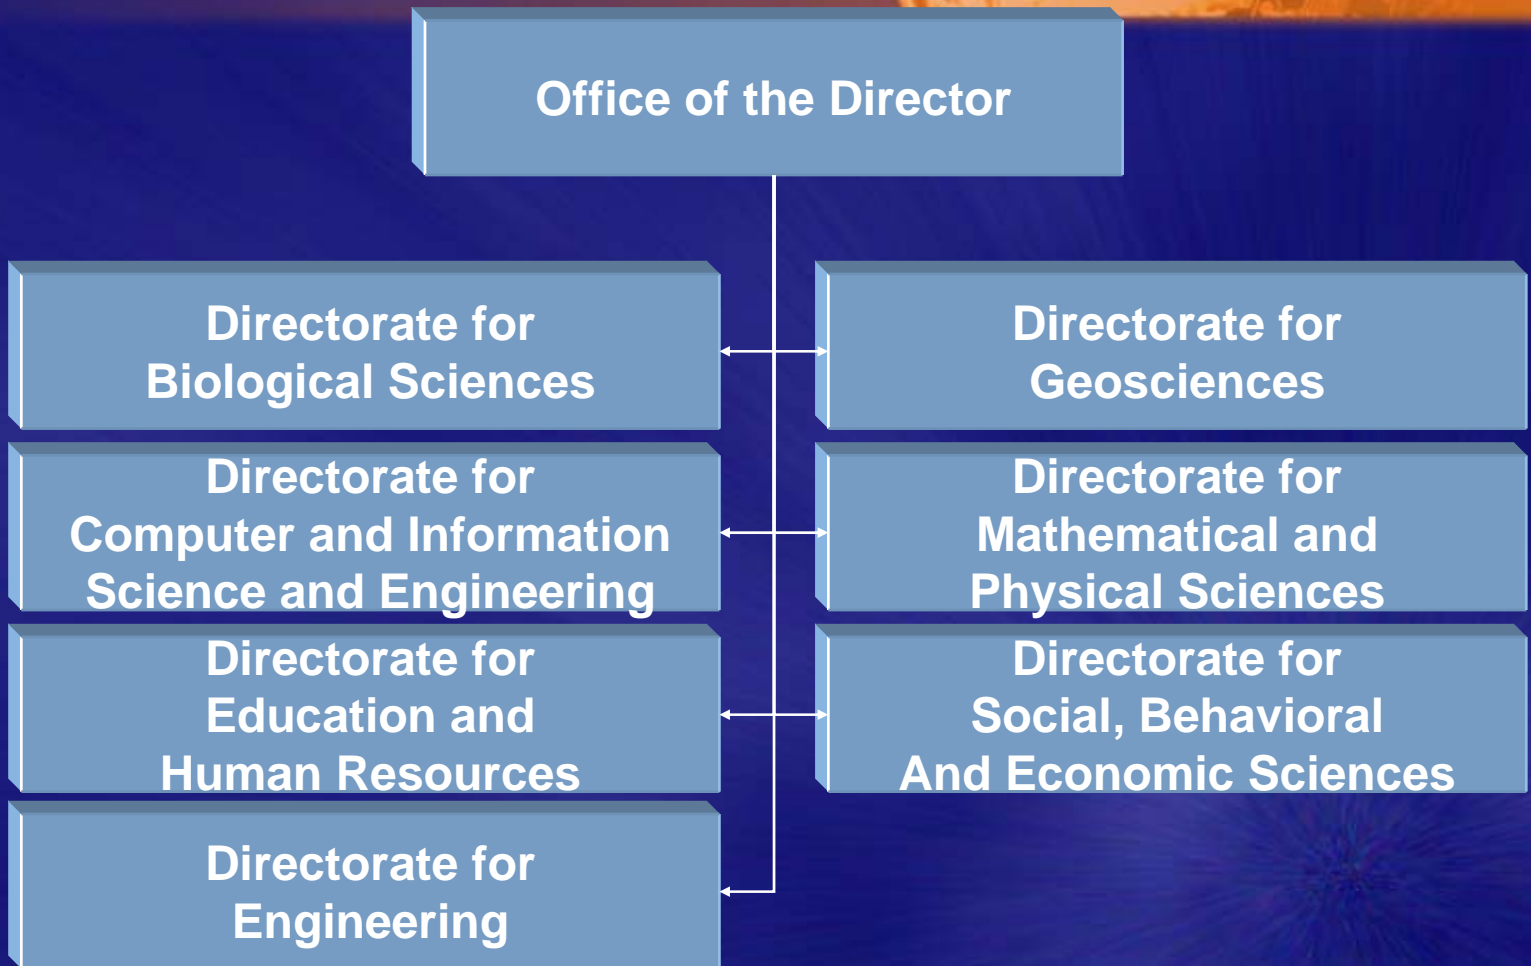 Office of the Director
Directorate for
Biological Sciences
Directorate for
Geosciences
Directorate for
Computer and Information
Science and Engineering
Directorate for
Mathematical and
Physical Sciences
Directorate for
Education and
Human Resources
Directorate for
Social, Behavioral
And Economic Sciences
Directorate for
Engineering